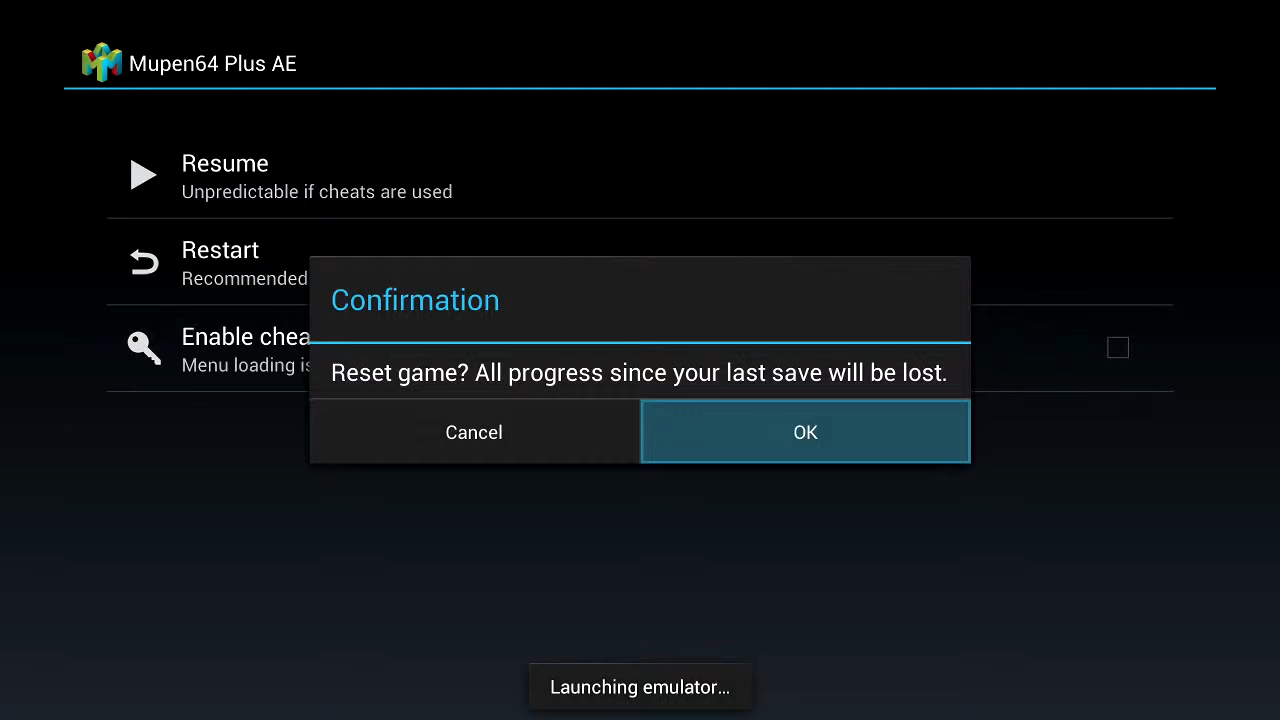 Mupen64 Plus AE
Resume
Unpredictable if cheats are used
Restart
Recommended
Enable chea
Menu loading is
Confirmation
Reset game? All progress since your last save will be lost.
Cancel
OK
Launching emulator...